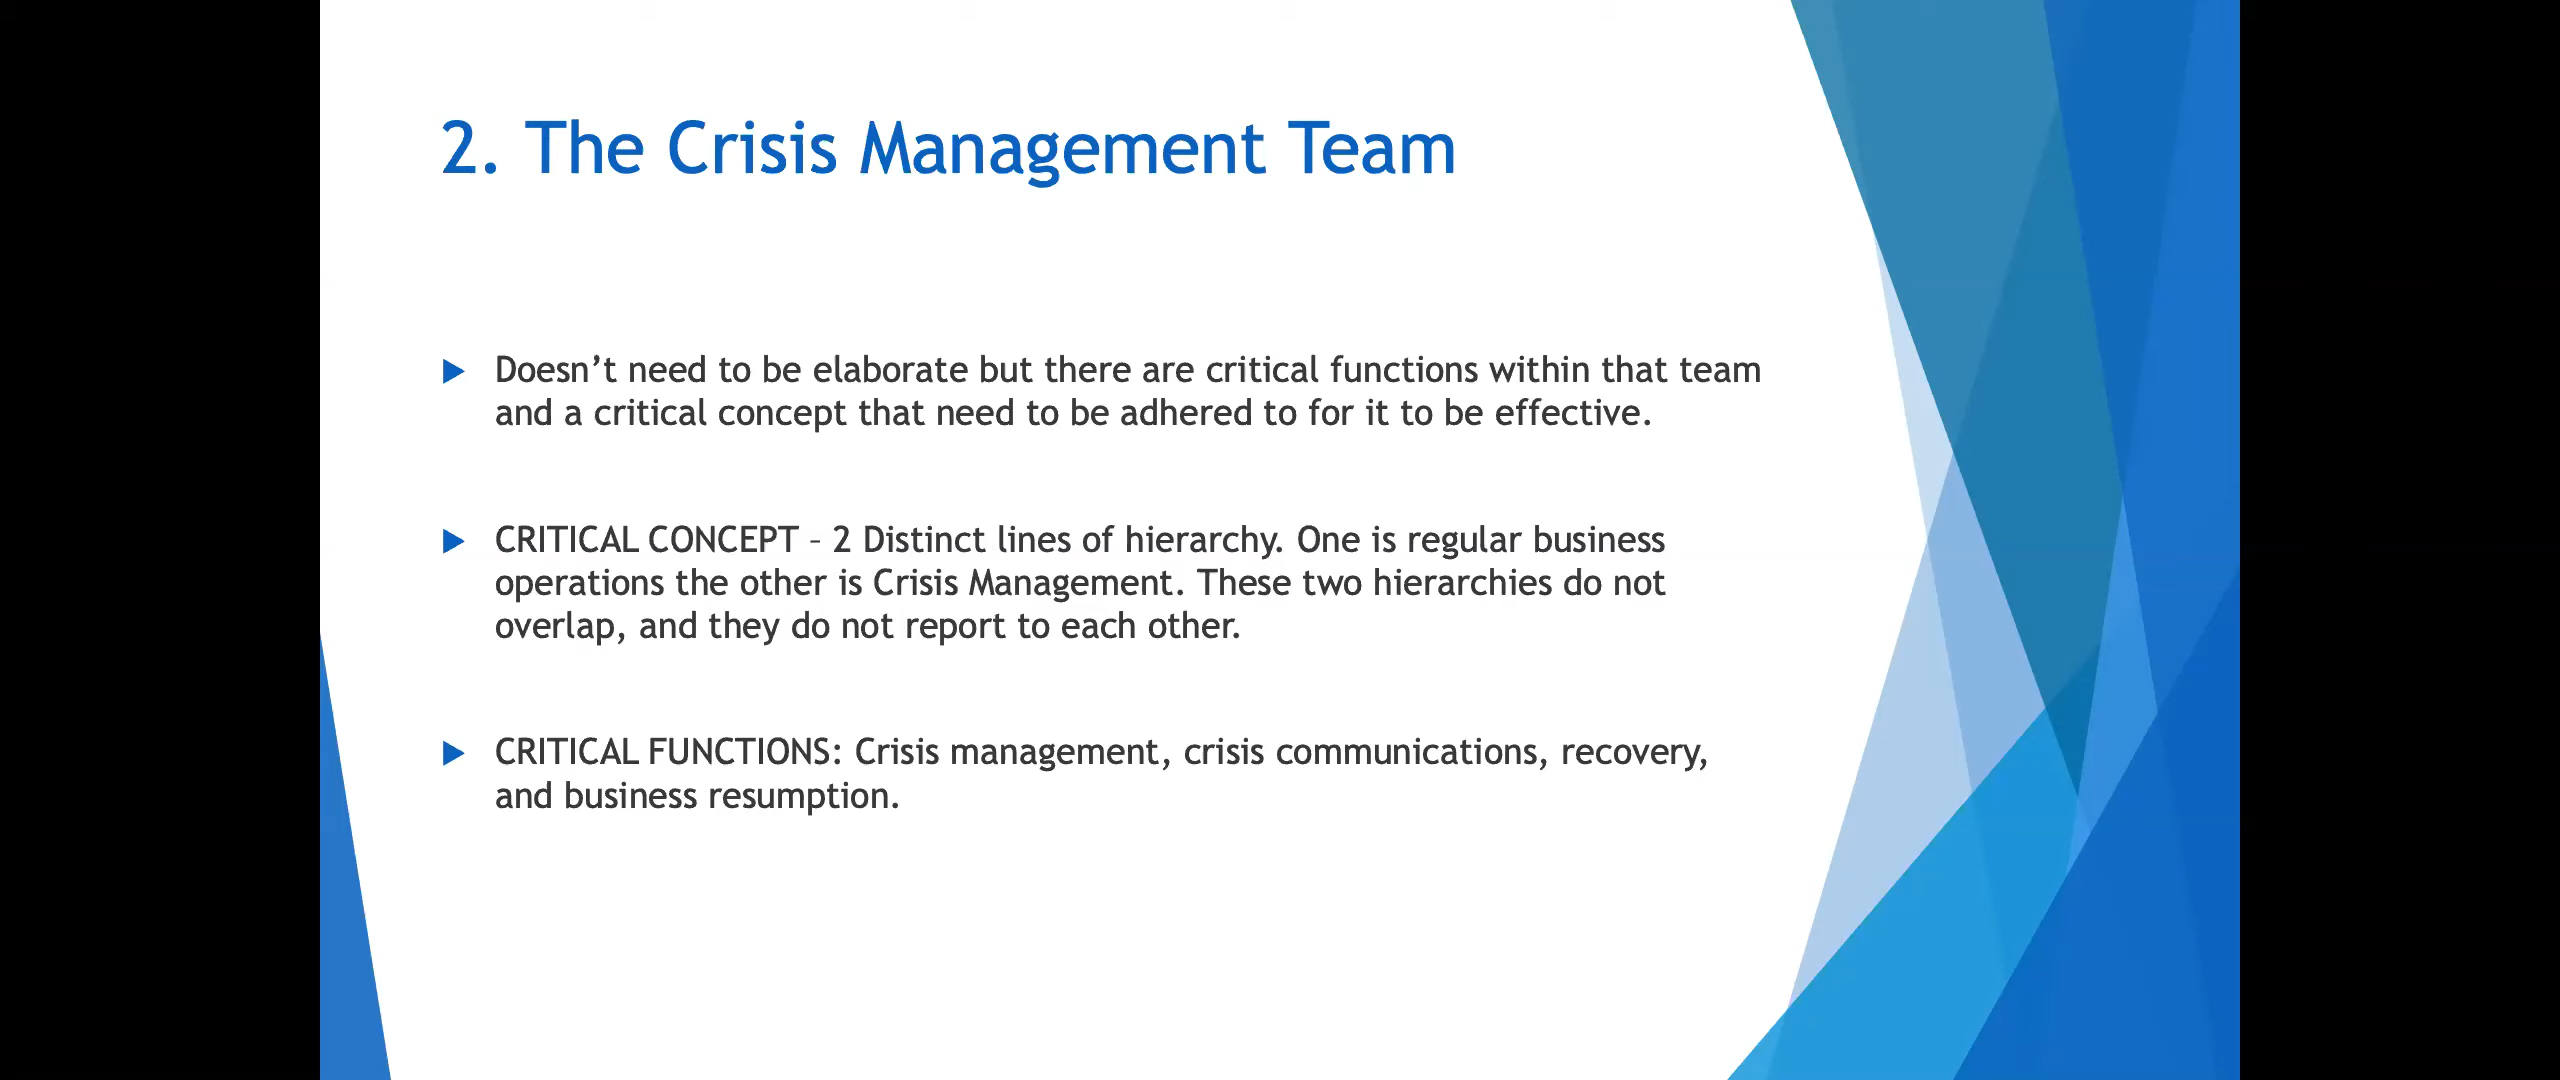 2. The Crisis Management Team
Doesn’t need to be elaborate but there are critical functions within that team
and a critical concept that need to be adhered to for it to be effective.
CRITICAL CONCEPT – 2 Distinct lines of hierarchy. One is regular business
operations the other is Crisis Management. These two hierarchies do not
overlap, and they do not report to each other.
CRITICAL FUNCTIONS: Crisis management, crisis communications, recovery,
and business resumption.